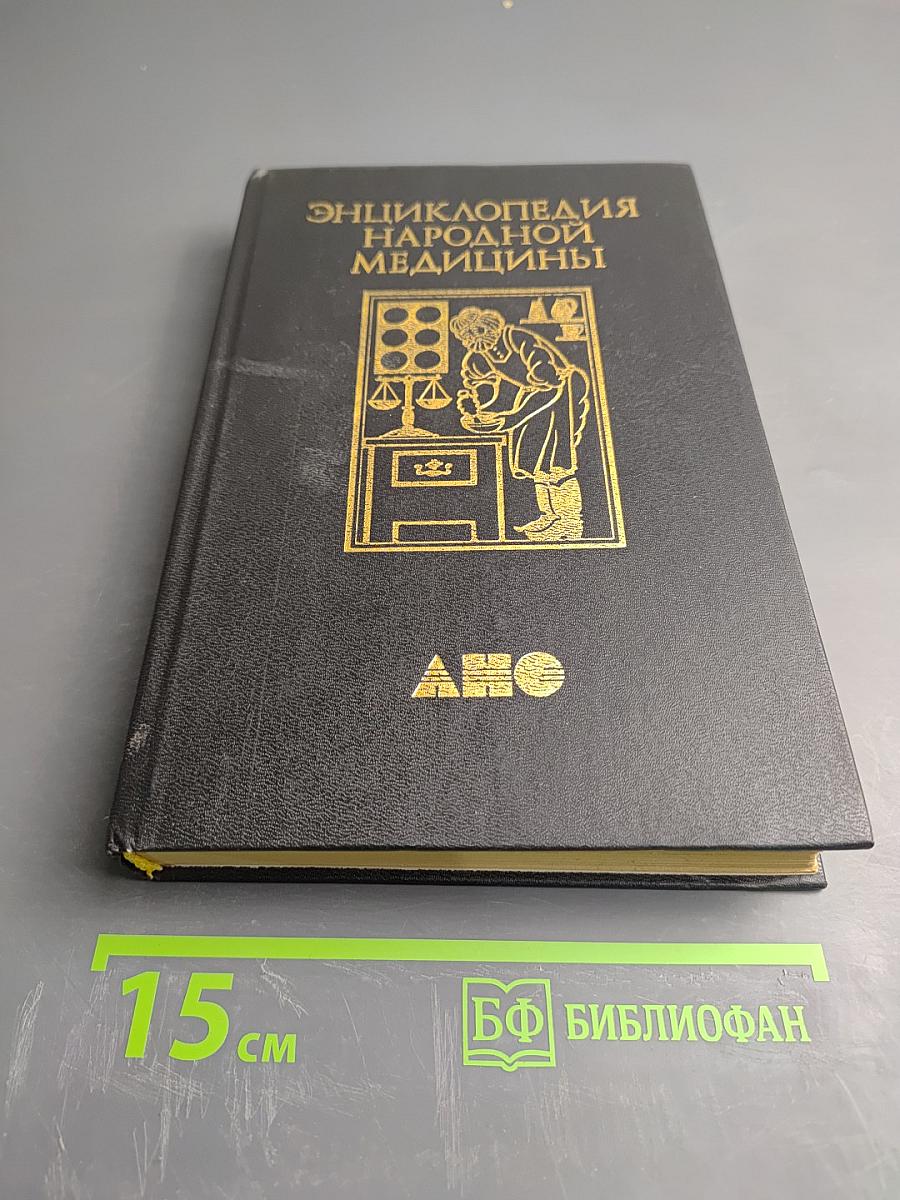 ЭНЦИКЛОПЕДИЯ
НАРОДНОЙ
МЕДИЦИНЫ
АНС
15 см
БФ БИБЛИОФАН